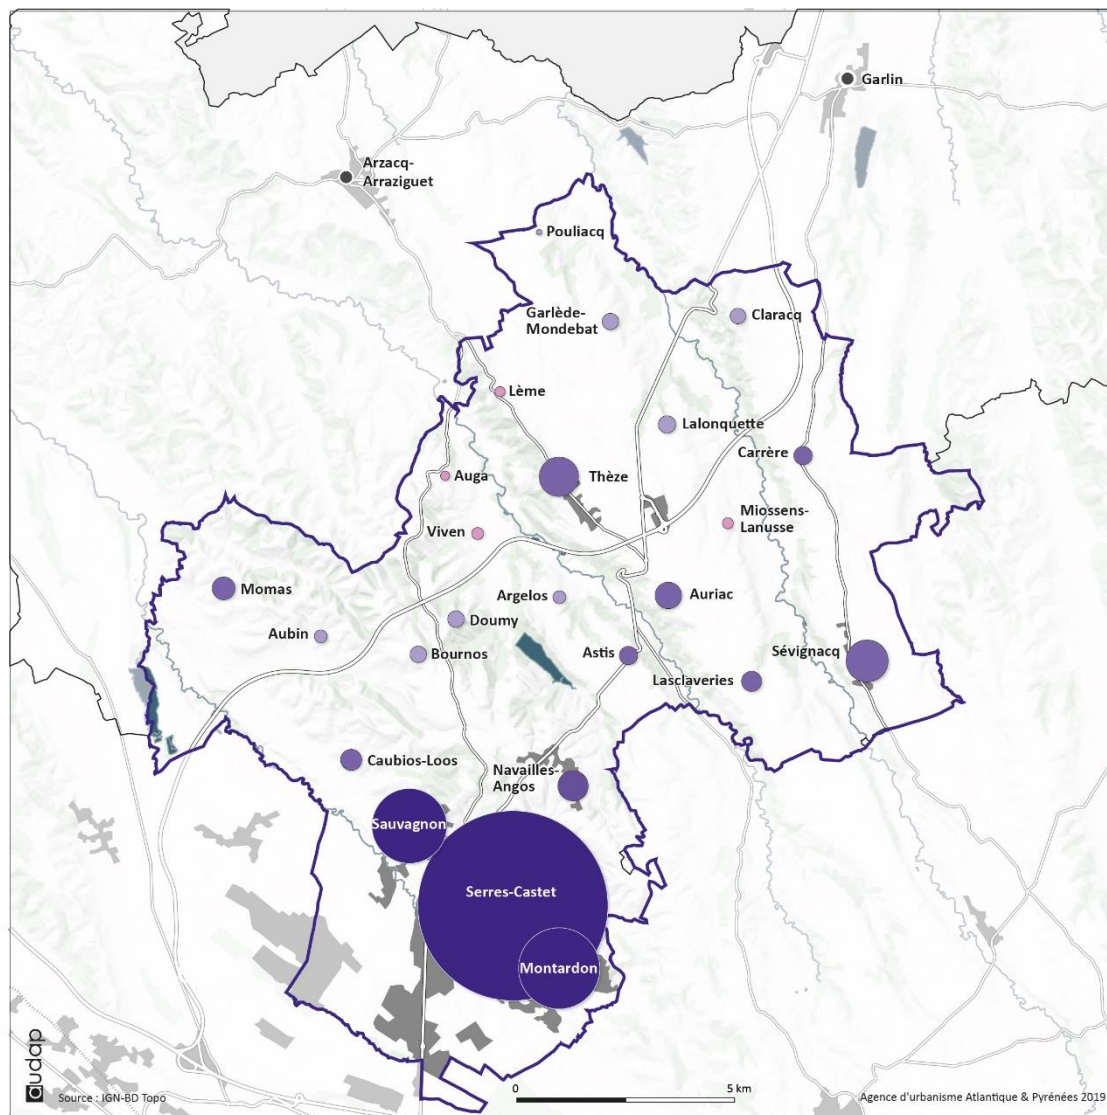 Garlin
Arzacq-
Arraziguet
Pouliacq
Garlède-
Mondebat
Claracq
Lème
Lalonquette
Carrère
Auga
Thèze
Viven
Miossens-
Lanusse
Momas
Argelos
Auriac
Doumy
Aubin
Bournos
Astis
Sévignacq
Lasclaveries
Caubios-Loos
Navailles-
Angos
Sauvagnon
Serres-Castet
Montardon
audap
Source : IGN-BD Topo
0
5 km
Agence d'urbanisme Atlantique & Pyrénées 2019